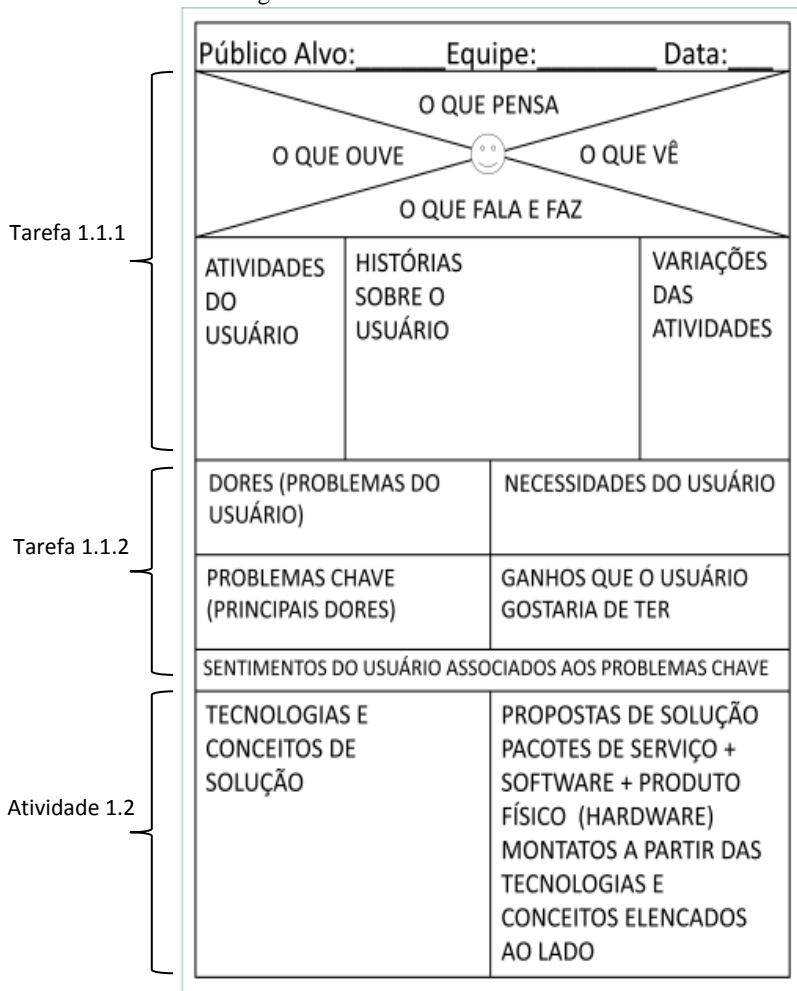 Público Alvo:______Equipe:________ Data:___
O QUE PENSA
O QUE OUVE
O QUE VÊ
O QUE FALA E FAZ
Tarefa 1.1.1
ATIVIDADES
DO
USUÁRIO
HISTÓRIAS
SOBRE O
USUÁRIO
VARIAÇÕES
DAS
ATIVIDADES
Tarefa 1.1.2
DORES (PROBLEMAS DO
USUÁRIO)
NECESSIDADES DO USUÁRIO
PROBLEMAS CHAVE
(PRINCIPAIS DORES)
GANHOS QUE O USUÁRIO
GOSTARIA DE TER
SENTIMENTOS DO USUÁRIO ASSOCIADOS AOS PROBLEMAS CHAVE
Atividade 1.2
TECNOLOGIAS E
CONCEITOS DE
SOLUÇÃO
PROPOSTAS DE SOLUÇÃO
PACOTES DE SERVIÇO +
SOFTWARE + PRODUTO
FÍSICO (HARDWARE)
MONTATOS A PARTIR DAS
TECNOLOGIAS E
CONCEITOS ELENCADOS
AO LADO